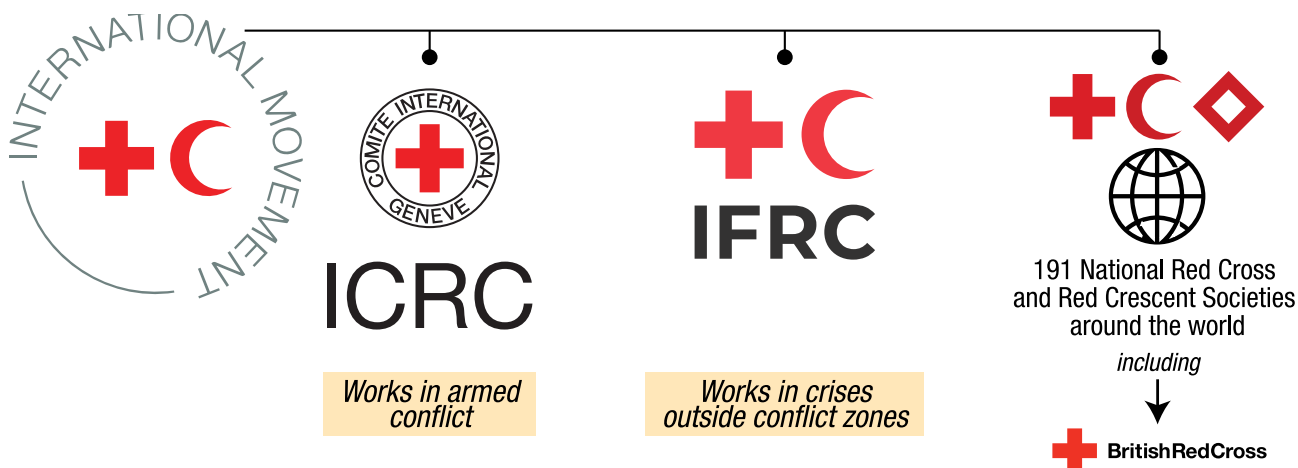 INTERNATIONAL MOVEMENT
COMITE INTERNATIONAL
GENEVE
ICRC
Works in armed
conflict
IFRC
Works in crises
outside conflict zones
191 National Red Cross
and Red Crescent Societies
around the world
including
BritishRedCross